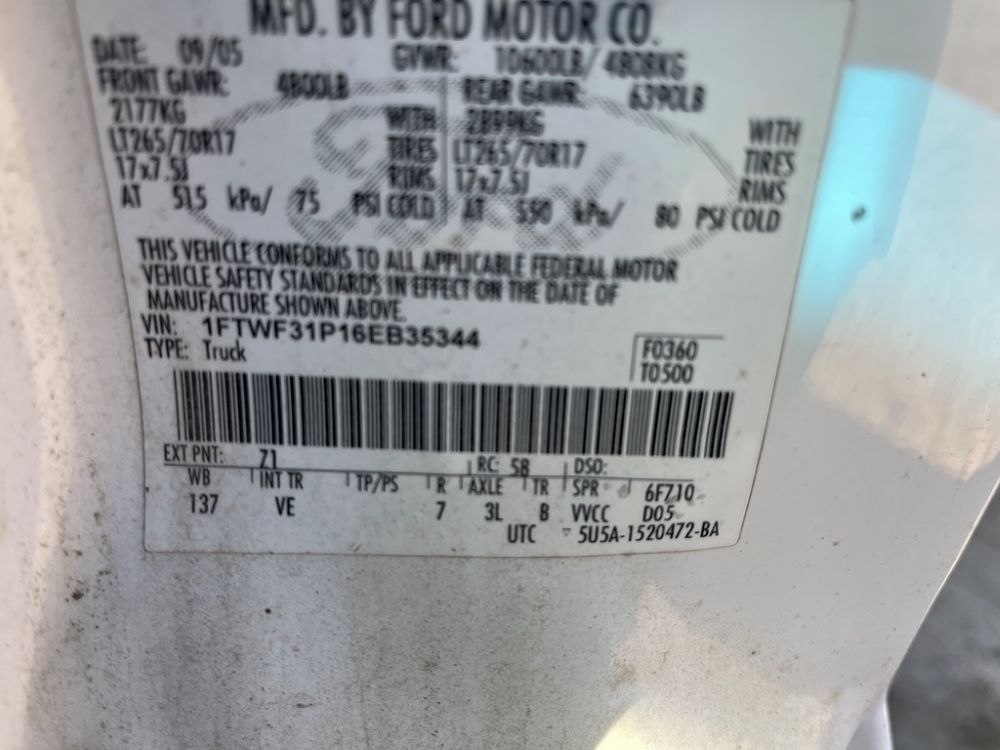 MFD. BY FORD MOTOR CO.
DATE: 09/05 GVWR: 10600LB/ 4808KG
FRONT GAWR: 4800LB REAR GAWR: 6390LB
2177KG WITH 2899KG WITH
LT265/70R17 TIRES LT265/70R17 TIRES
17x7.5J RIMS 17x7.5J RIMS
AT 515 kPa/ 75 PSI COLD AT 550 kPa/ 80 PSI COLD
THIS VEHICLE CONFORMS TO ALL APPLICABLE FEDERAL MOTOR
VEHICLE SAFETY STANDARDS IN EFFECT ON THE DATE OF
MANUFACTURE SHOWN ABOVE.
VIN: 1FTWF31P16EB35344
TYPE: Truck
F0360
T0500
EXT PNT: Z1 RC: 58 DSO:
WB INT TR TP/PS R AXLE TR SPR 6F710
137 VE 7 3L B VVCC D05
UTC 5U5A-1520472-BA